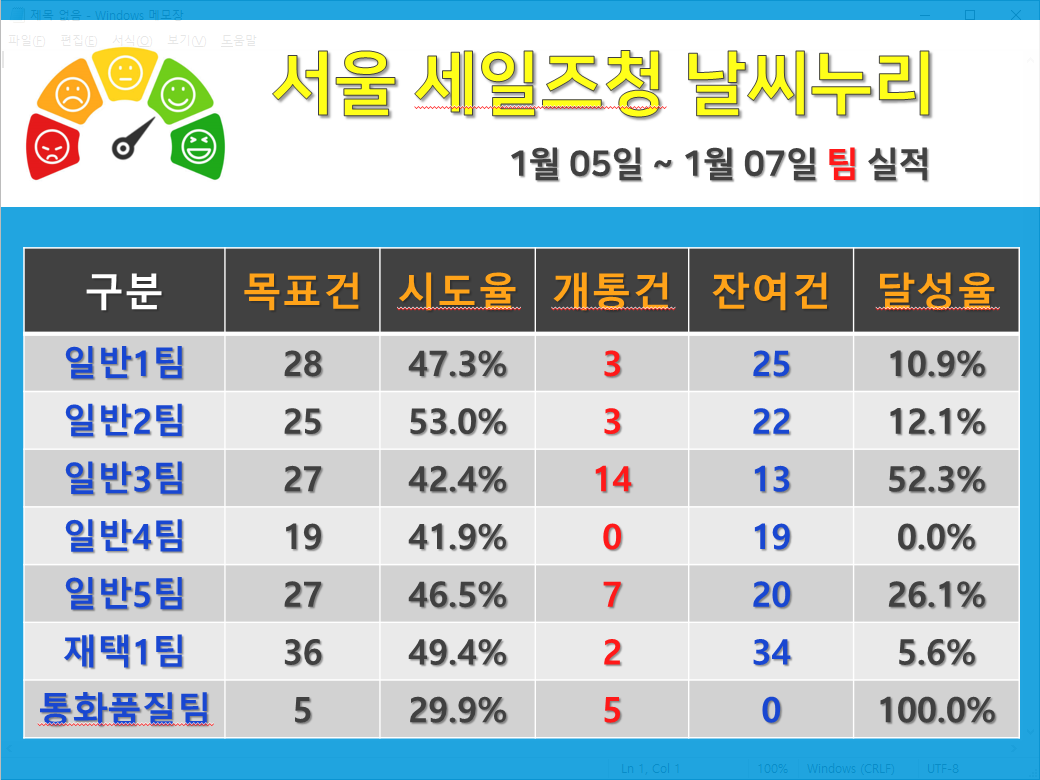 제목 없음 - Windows 메모장
파일(F) 편집(E) 서식(O) 보기(V) 도움말
서울 세일즈청 날씨누리
1월 05일 ~ 1월 07일 팀 실적
구분 목표건 시도율 개통건 잔여건 달성율
일반1팀 28 47.3% 3 25 10.9%
일반2팀 25 53.0% 3 22 12.1%
일반3팀 27 42.4% 14 13 52.3%
일반4팀 19 41.9% 0 19 0.0%
일반5팀 27 46.5% 7 20 26.1%
재택1팀 36 49.4% 2 34 5.6%
통화품질팀 5 29.9% 5 0 100.0%
Ln 1, Col 1 100% Windows (CRLF) UTF-8